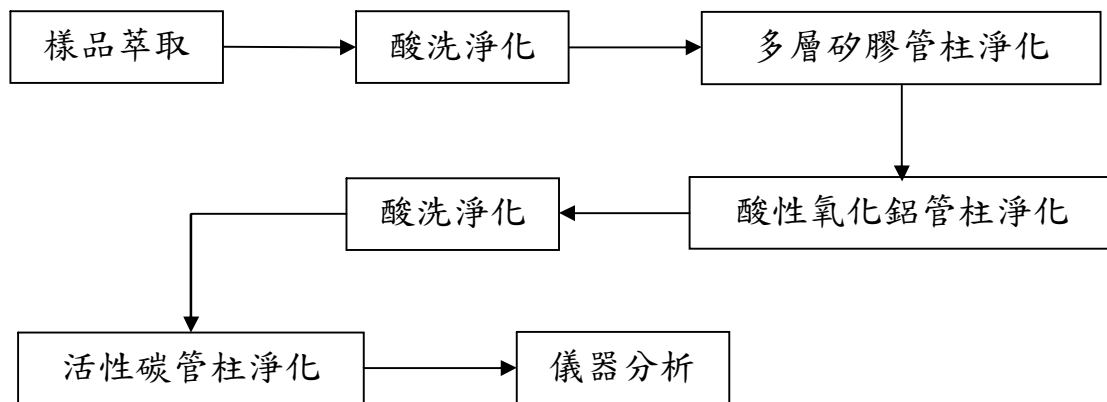 樣品萃取
酸洗淨化
多層矽膠管柱淨化
酸性氧化鋁管柱淨化
酸洗淨化
活性碳管柱淨化
儀器分析